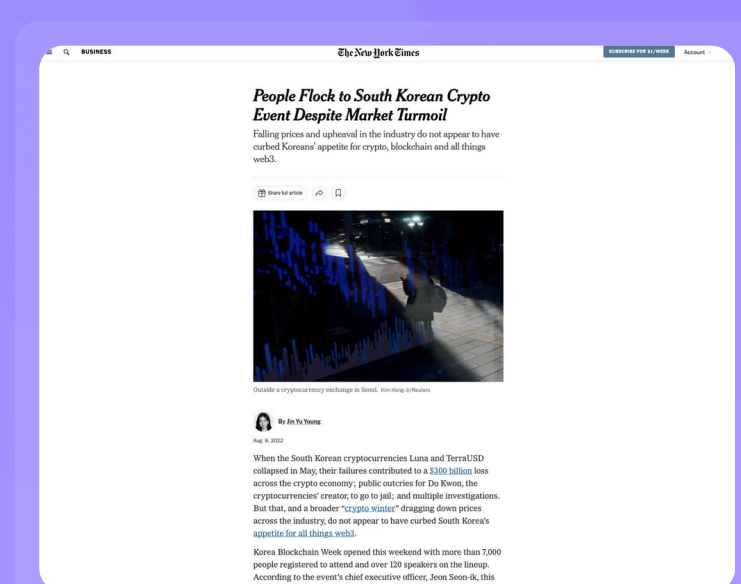 BUSINESS
The New York Times
SUBSCRIBE FOR $1/WEEK
Account
People Flock to South Korean Crypto
Event Despite Market Turmoil
Falling prices and upheaval in the industry do not appear to have
curbed Koreans’ appetite for crypto, blockchain and all things
web3.
Share full article
Outside a cryptocurrency exchange in Seoul. Kim Hong-Ji/Reuters
By Jin Yu Young
Aug. 8, 2022
When the South Korean cryptocurrencies Luna and TerraUSD
collapsed in May, their failures contributed to a $300 billion loss
across the crypto economy; public outcries for Do Kwon, the
cryptocurrencies’ creator, to go to jail; and multiple investigations.
But that, and a broader “crypto winter” dragging down prices
across the industry, do not appear to have curbed South Korea’s
appetite for all things web3.
Korea Blockchain Week opened this weekend with more than 7,000
people registered to attend and over 120 speakers on the lineup.
According to the event’s chief executive officer, Jeon Seon-ik, this